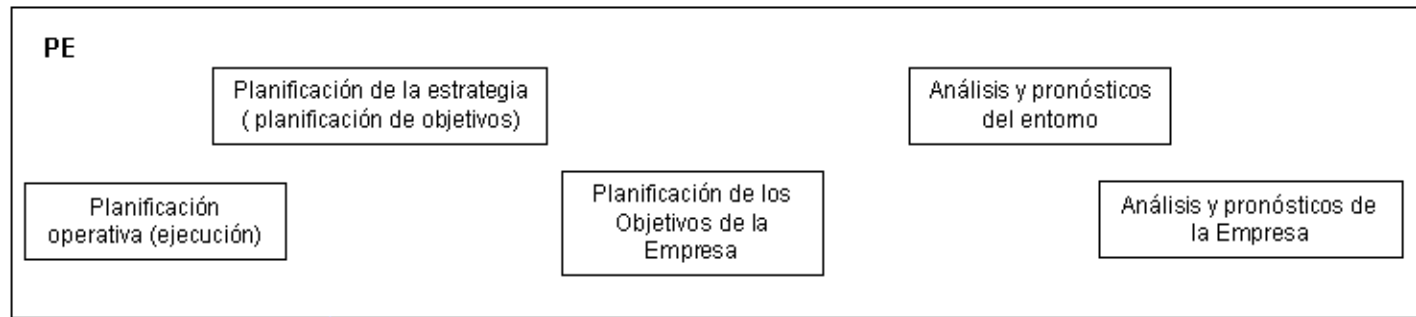 PE
Planificación de la estrategia
( planificación de objetivos)
Análisis y pronósticos
del entorno
Planificación
operativa (ejecución)
Planificación de los
Objetivos de la
Empresa
Análisis y pronósticos de
la Empresa